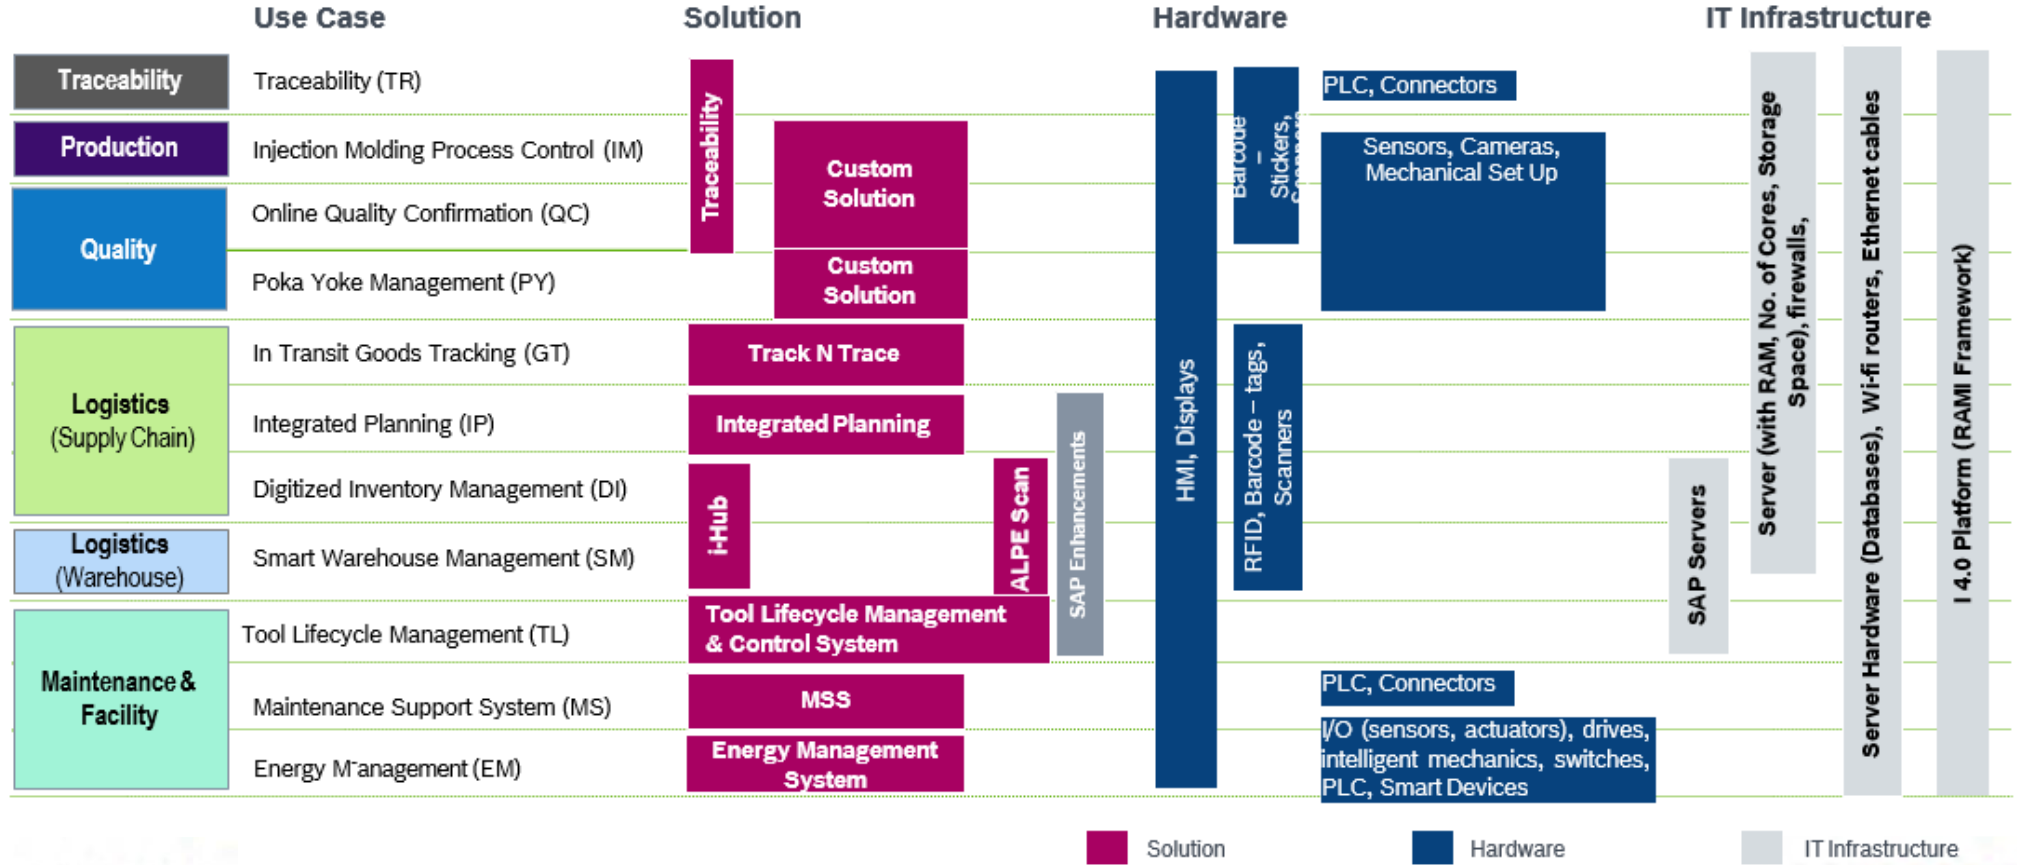 Use Case
Solution
Hardware
IT Infrastructure
Traceability
Traceability (TR)
Production
Injection Molding Process Control (IM)
Quality
Online Quality Confirmation (QC)
Poka Yoke Management (PY)
Logistics
(Supply Chain)
In Transit Goods Tracking (GT)
Integrated Planning (IP)
Digitized Inventory Management (DI)
Logistics
(Warehouse)
Smart Warehouse Management (SM)
Maintenance &
Facility
Tool Lifecycle Management (TL)
Maintenance Support System (MS)
Energy M-anagement (EM)
Traceability
Custom
Solution
Custom
Solution
Track N Trace
Integrated Planning
i-Hub
ALPE Scan
SAP Enhancements
Tool Lifecycle Management
& Control System
MSS
Energy Management
System
HMI, Displays
Barcode
–
Stickers,
PLC, Connectors
Sensors, Cameras,
Mechanical Set Up
RFID, Barcode – tags,
Scanners
PLC, Connectors
I/O (sensors, actuators), drives,
intelligent mechanics, switches,
PLC, Smart Devices
SAP Servers
Server (with RAM, No. of Cores, Storage
Space), firewalls,
Server Hardware (Databases), Wi-fi routers, Ethernet cables
I 4.0 Platform (RAMI Framework)
Solution
Hardware
IT Infrastructure